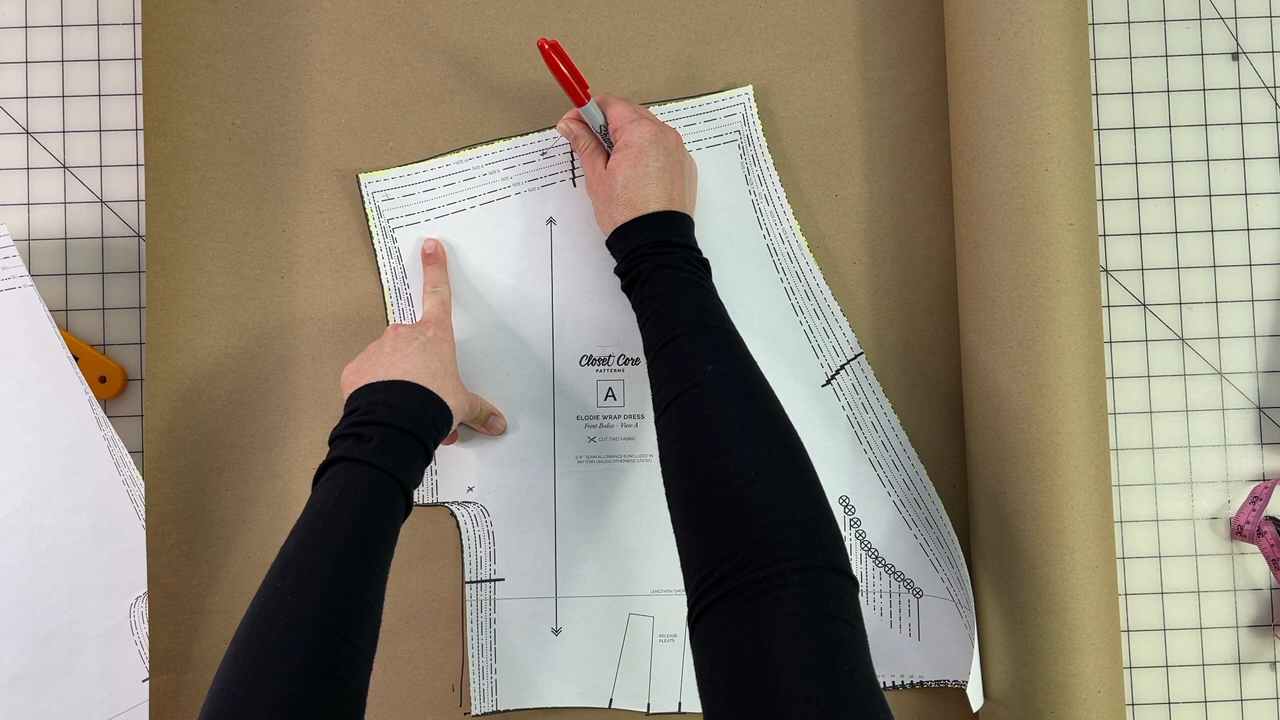 Closet Core
PATTERNS
A
ELODIE WRAP DRESS
Front Bodice - View A
CUT TWO FABRIC
5/8" SEAM ALLOWANCE IS INCLUDED IN
PATTERN UNLESS OTHERWISE STATED
RELEASE
PLEATS